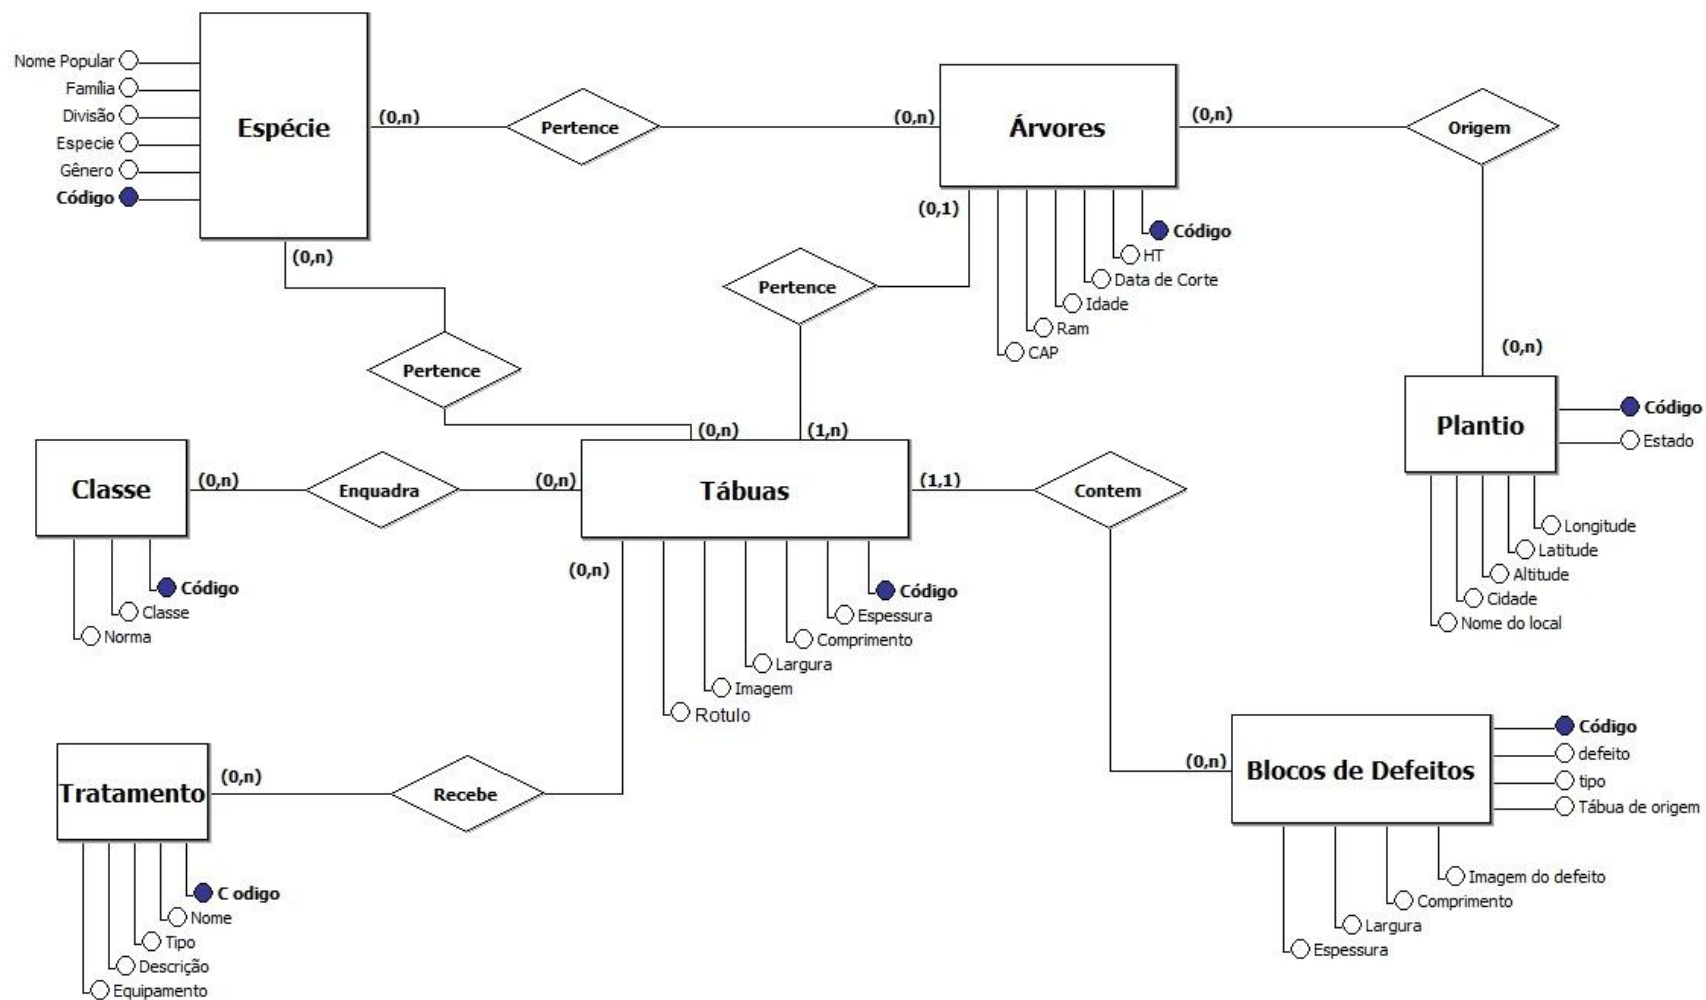 Nome Popular
Família
Divisão
Especie
Gênero
Código
Espécie
(0,n)
Pertence
(0,n)
Árvores
(0,n)
Origem
(0,n)
(0,1)
Código
HT
Data de Corte
Idade
Ram
CAP
Pertence
Pertence
(0,n)
Plantio
Código
Estado
Longitude
Latitude
Altitude
Cidade
Nome do local
(0,n)
(1,n)
Classe
(0,n)
Enquadra
(0,n)
Tábuas
(1,1)
Contem
Código
Classe
Norma
(0,n)
Código
Espessura
Comprimento
Largura
Imagem
Rotulo
Tratamento
(0,n)
Recebe
C odigo
Nome
Tipo
Descrição
Equipamento
(0,n)
Blocos de Defeitos
Código
defeito
tipo
Tábua de origem
Imagem do defeito
Comprimento
Largura
Espessura